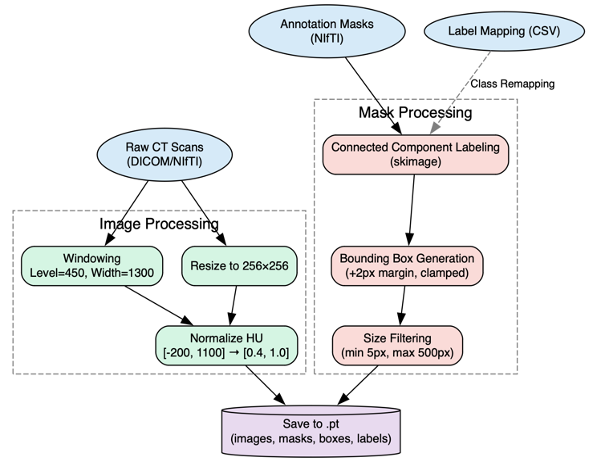 Annotation Masks
(NIfTI)
Label Mapping (CSV)
Class Remapping
Mask Processing
Connected Component Labeling
(skimage)
Raw CT Scans
(DICOM/NIfTI)
Image Processing
Windowing
Level=450, Width=1300
Resize to 256x256
Bounding Box Generation
(+2px margin, clamped)
Normalize HU
[-200, 1100] → [0.4, 1.0]
Size Filtering
(min 5px, max 500px)
Save to .pt
(images, masks, boxes, labels)